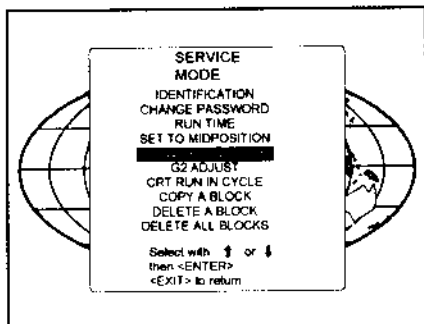 SERVICE
MODE
IDENTIFICATION
CHANGE PASSWORD
RUN TIME
SET TO MIDPOSITION
G2 ADJUST
CRT RUN IN CYCLE
COPY A BLOCK
DELETE A BLOCK
DELETE ALL BLOCKS
Select with ⬆ or ⬇
then <ENTER>
<EXIT> to return